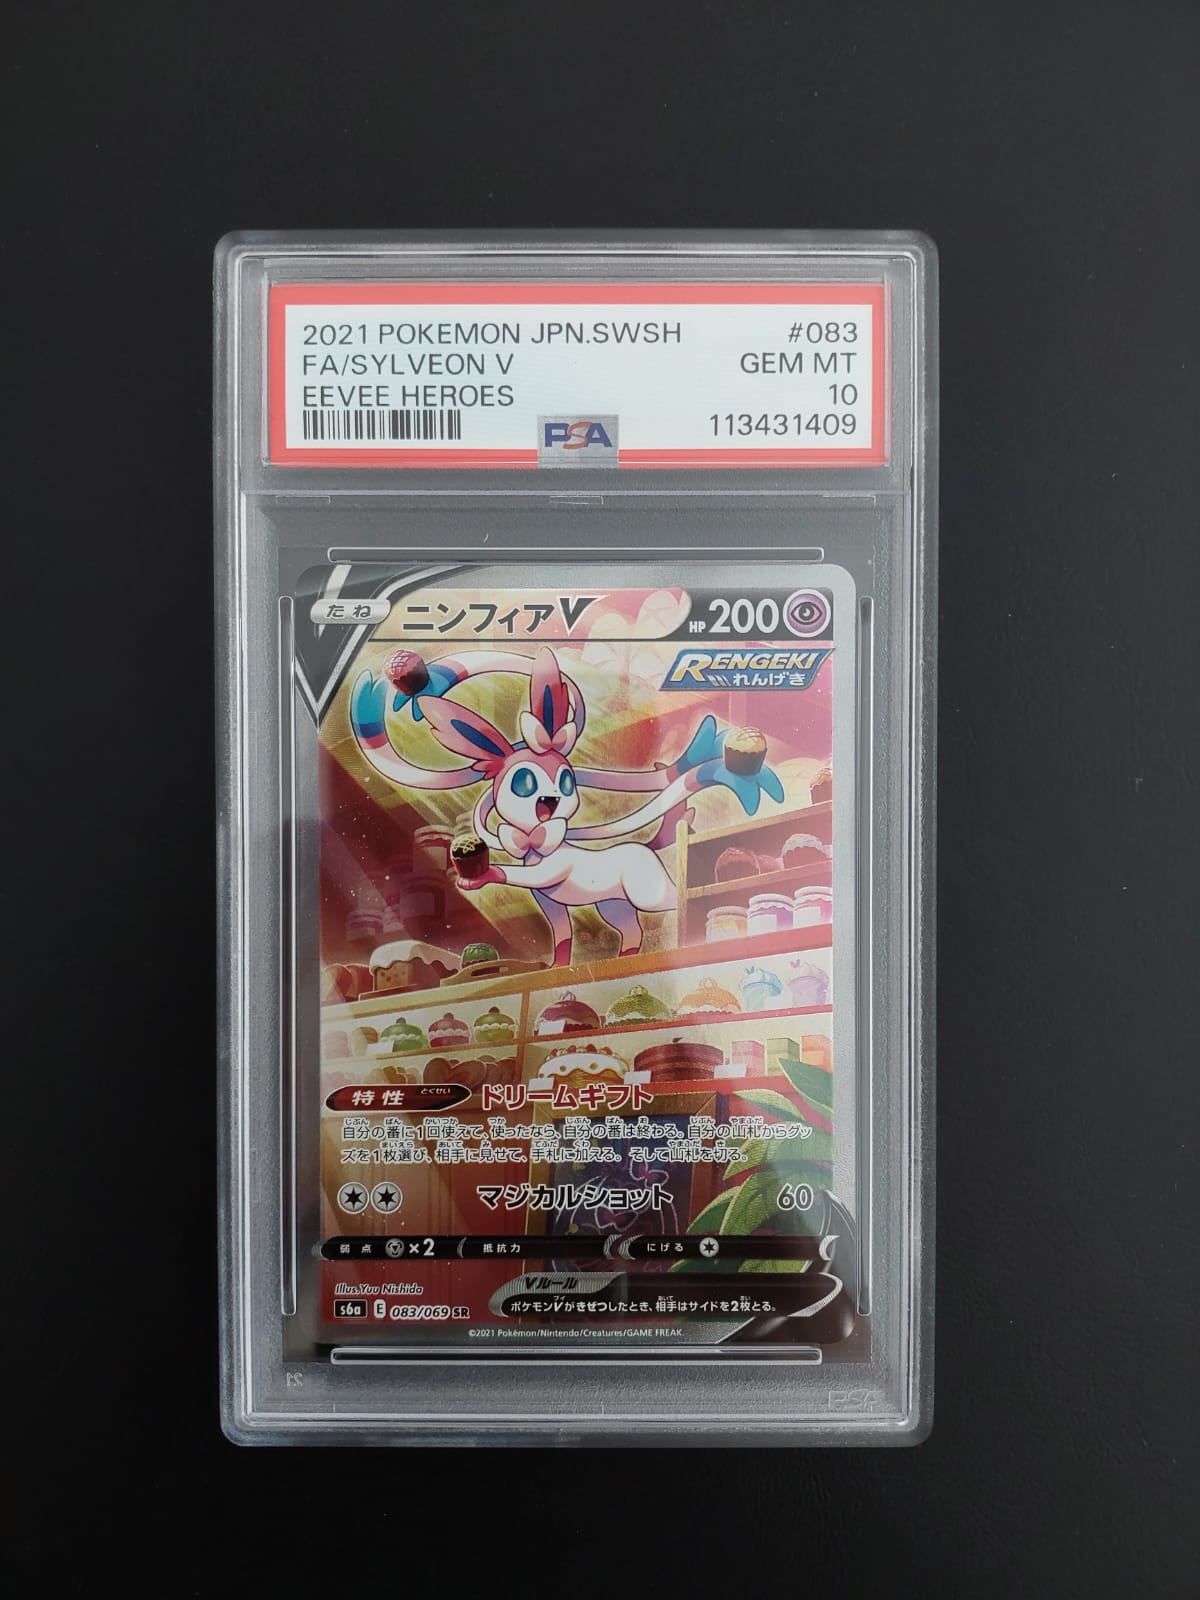 2021 POKEMON JPN.SWSH #083
FA/SYLVEON V GEM MT
EEVEE HEROES 10
PSA 113431409
たね ニンフィアV HP 200
RENGEKI
れんげき
特性 とくせい ドリームギフト
自分の番に1回使えて、使ったなら、自分の番は終わる。自分の山札からグッ
ズを1枚選び、相手に見せて、手札に加える。そして山札を切る。
マジカルショット 60
弱点 ×2 抵抗力 にげる
Illus.Yuu Nishida
Vルール
s6a E 083/069 SR ポケモンVがきぜつしたとき、相手はサイドを2枚とる。
©2021 Pokémon/Nintendo/Creatures/GAME FREAK.
PSA